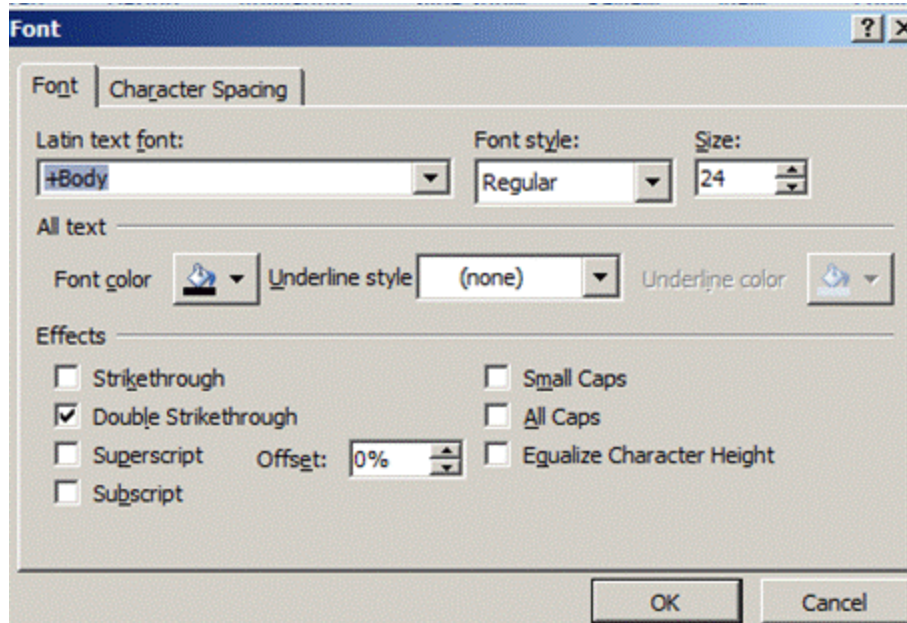 Font
Font Character Spacing
Latin text font: Font style: Size:
+Body Regular 24
All text
Font color Underline style (none) Underline color
Effects
Strikethrough Small Caps
Double Strikethrough All Caps
Superscript Offset: 0% Equalize Character Height
Subscript
OK Cancel